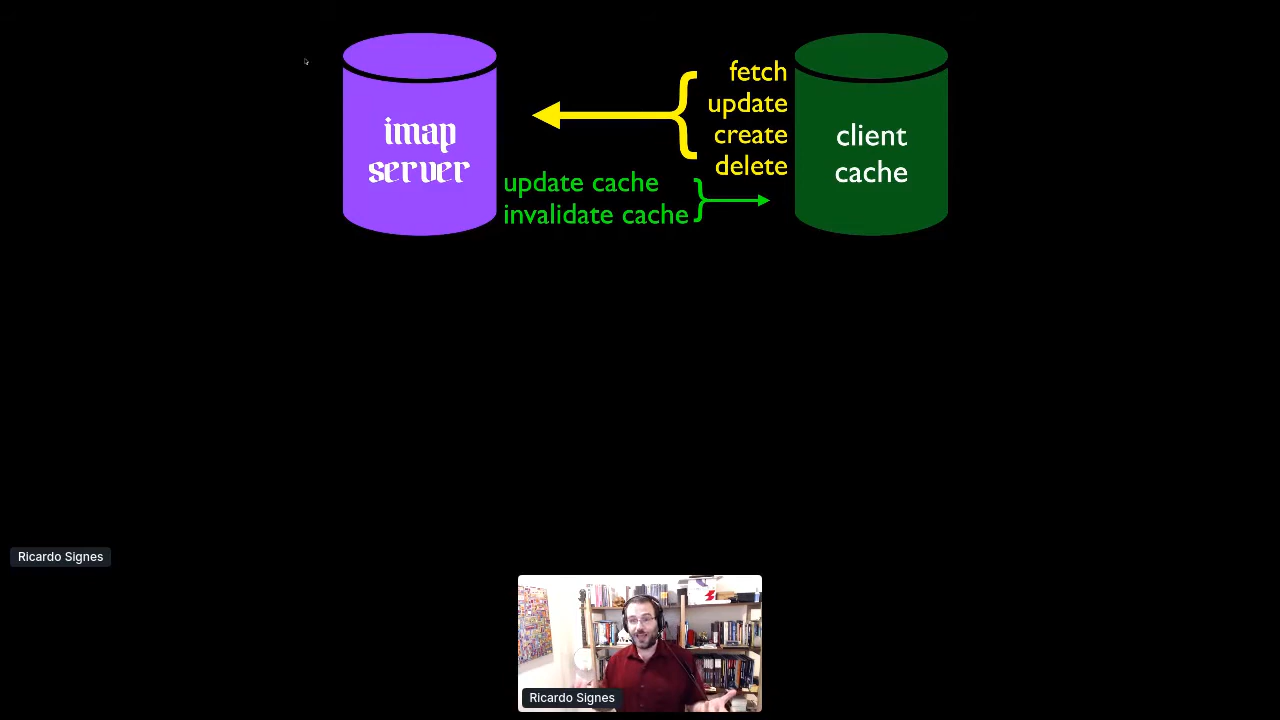 imap
server
fetch
update
create
delete
update cache
invalidate cache
client
cache
Ricardo Signes
Ricardo Signes